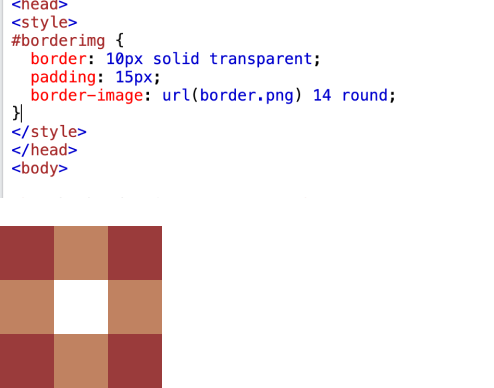 <head>
<style>
#borderimg {
  border: 10px solid transparent;
  padding: 15px;
  border-image: url(border.png) 14 round;
}
</style>
</head>
<body>